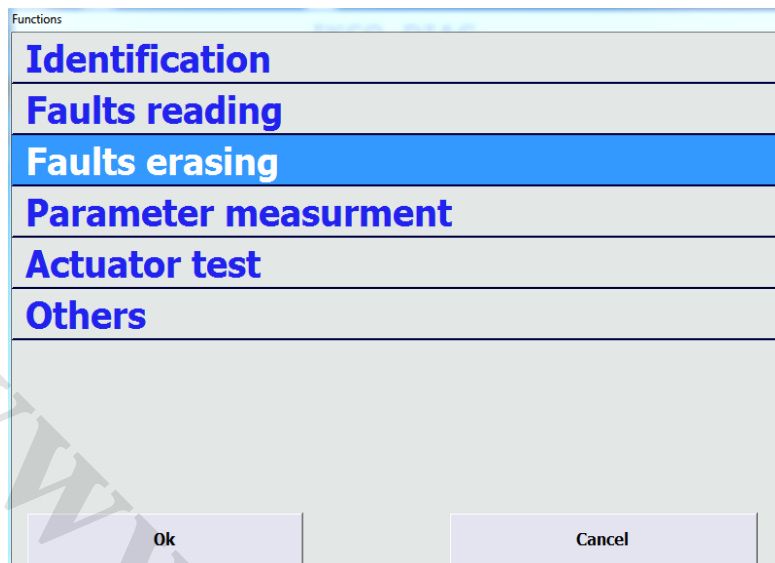 Functions
Identification
Faults reading
Faults erasing
Parameter measurment
Actuator test
Others
Ok Cancel